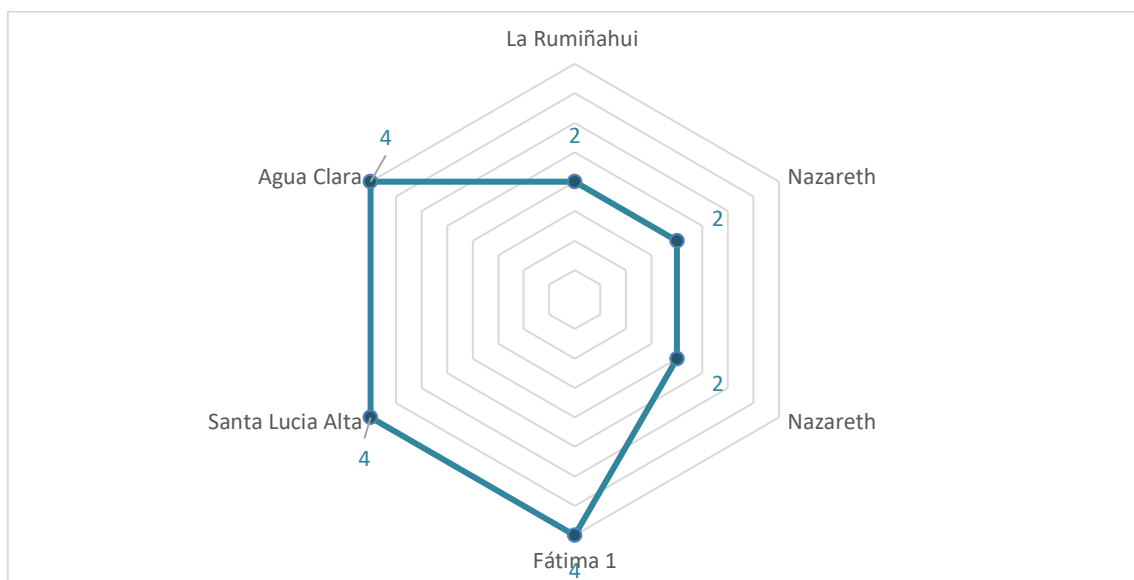 La Rumiñahui
4
2
Agua Clara
Nazareth
2
2
Santa Lucia Alta
Nazareth
4
Fátima 1
4